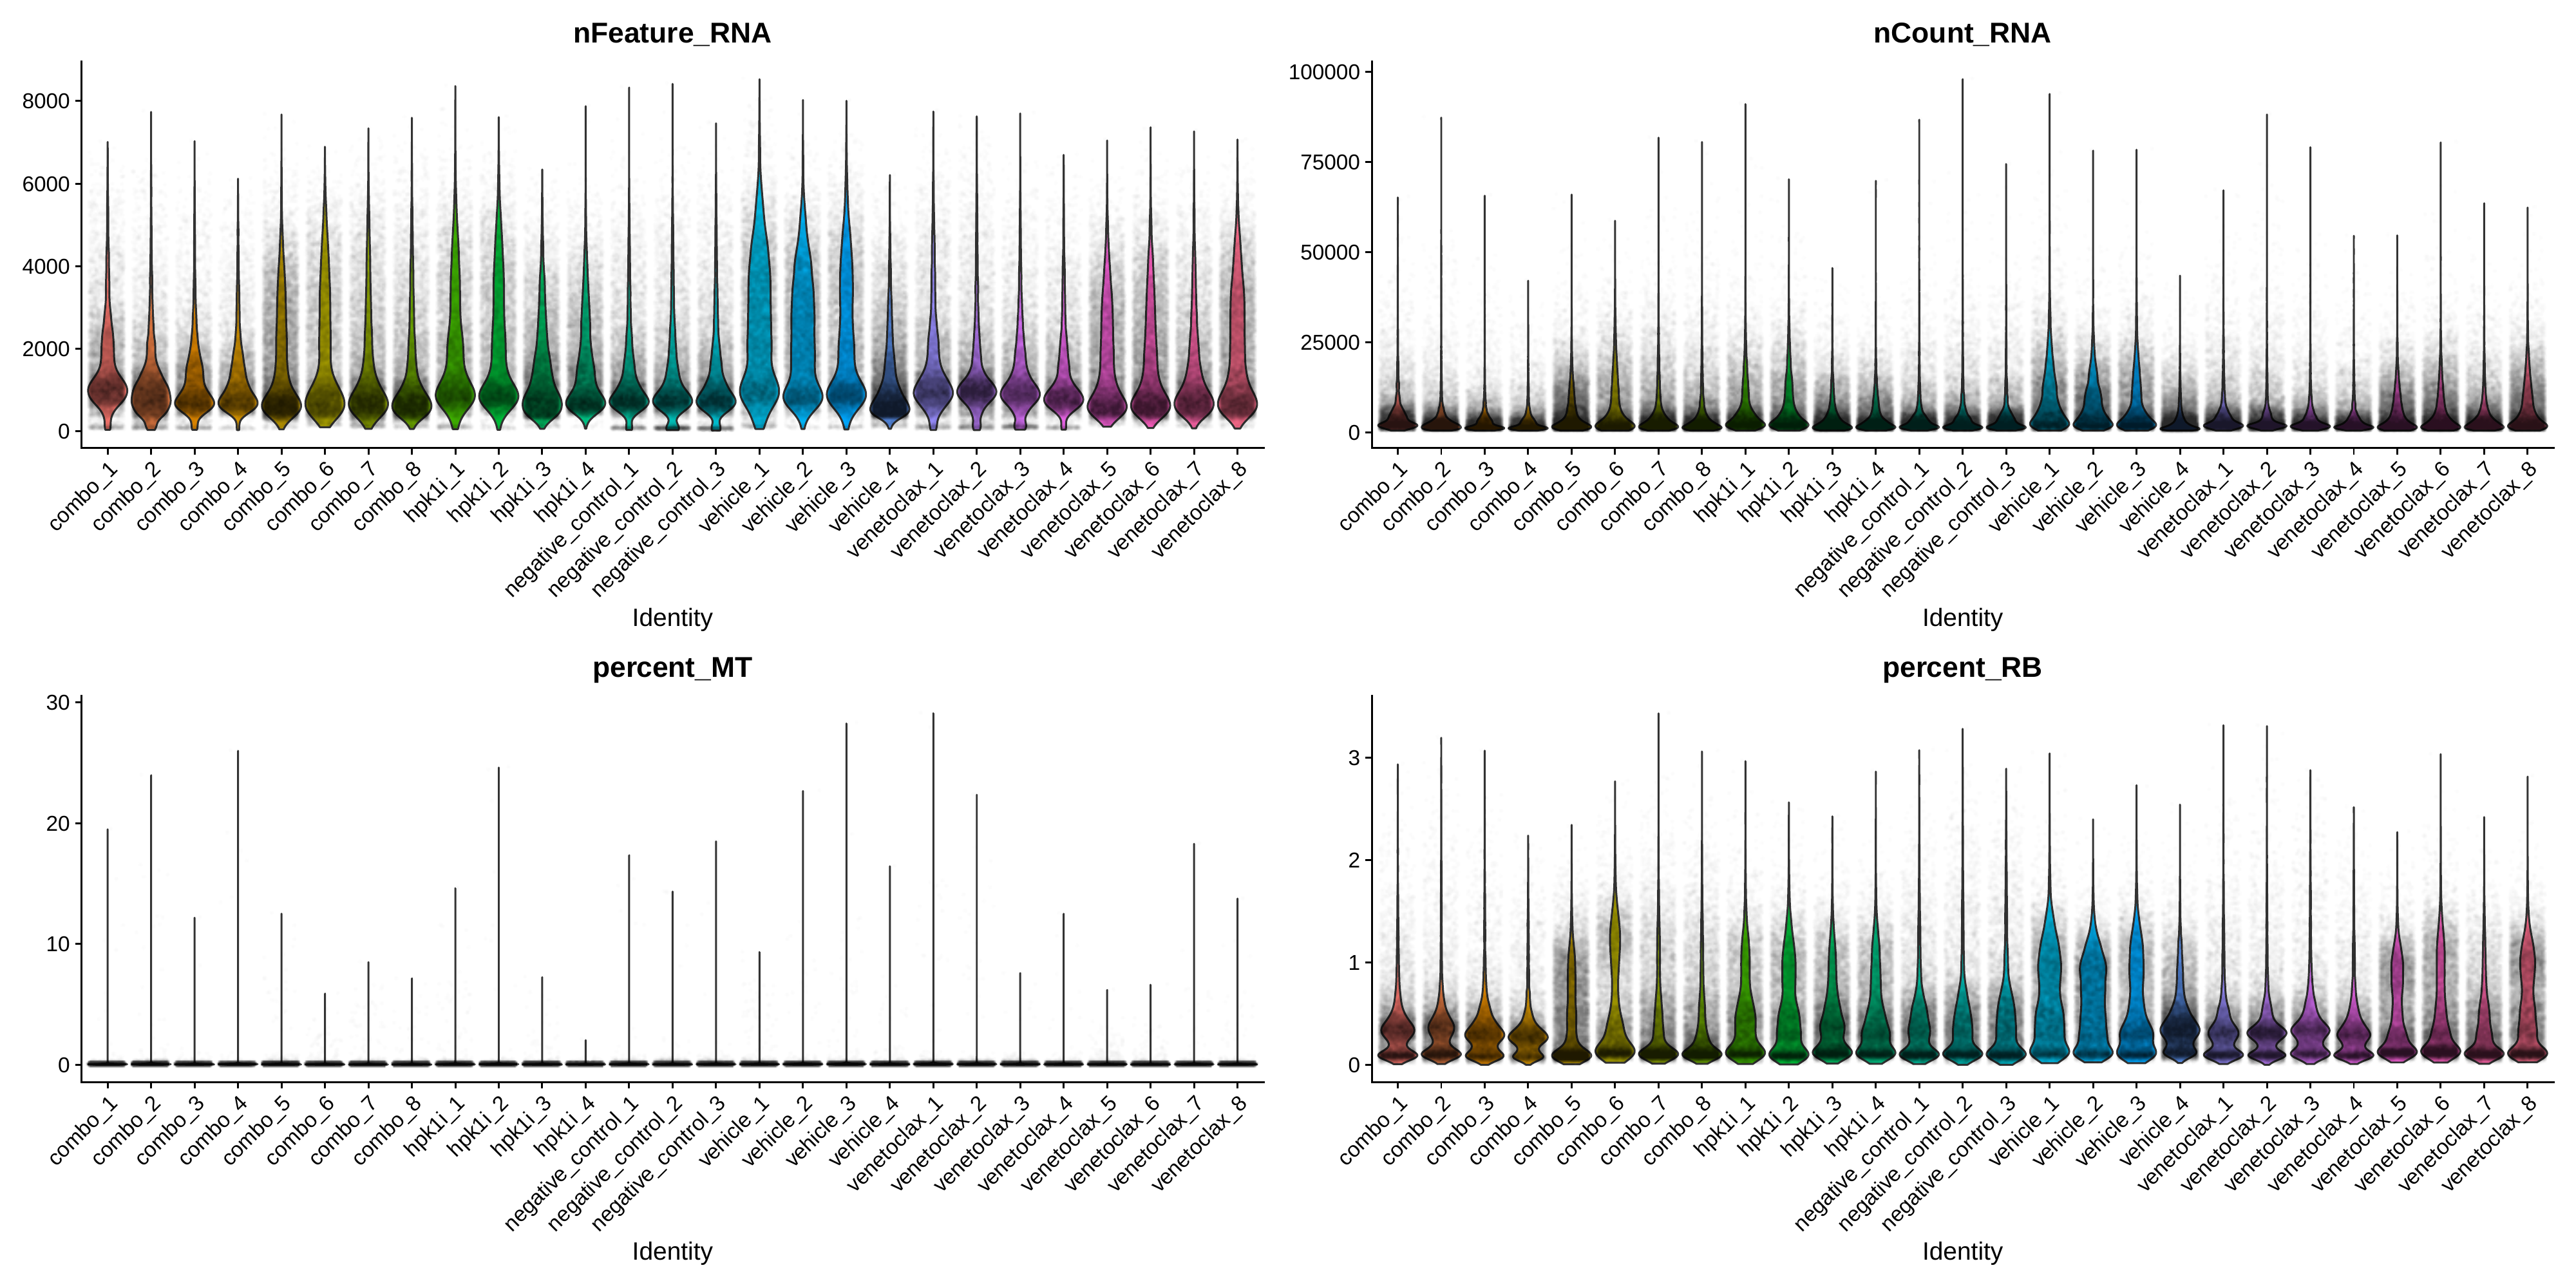 nFeature_RNA
8000
6000
4000
2000
0
combo_1
combo_2
combo_3
combo_4
combo_5
combo_6
combo_7
combo_8
hpk1i_1
hpk1i_2
hpk1i_3
hpk1i_4
negative_control_1
negative_control_2
negative_control_3
vehicle_1
vehicle_2
vehicle_3
vehicle_4
venetoclax_1
venetoclax_2
venetoclax_3
venetoclax_4
venetoclax_5
venetoclax_6
venetoclax_7
venetoclax_8
Identity
nCount_RNA
100000
75000
50000
25000
0
combo_1
combo_2
combo_3
combo_4
combo_5
combo_6
combo_7
combo_8
hpk1i_1
hpk1i_2
hpk1i_3
hpk1i_4
negative_control_1
negative_control_2
negative_control_3
vehicle_1
vehicle_2
vehicle_3
vehicle_4
venetoclax_1
venetoclax_2
venetoclax_3
venetoclax_4
venetoclax_5
venetoclax_6
venetoclax_7
venetoclax_8
Identity
percent_MT
30
20
10
0
combo_1
combo_2
combo_3
combo_4
combo_5
combo_6
combo_7
combo_8
hpk1i_1
hpk1i_2
hpk1i_3
hpk1i_4
negative_control_1
negative_control_2
negative_control_3
vehicle_1
vehicle_2
vehicle_3
vehicle_4
venetoclax_1
venetoclax_2
venetoclax_3
venetoclax_4
venetoclax_5
venetoclax_6
venetoclax_7
venetoclax_8
Identity
percent_RB
3
2
1
0
combo_1
combo_2
combo_3
combo_4
combo_5
combo_6
combo_7
combo_8
hpk1i_1
hpk1i_2
hpk1i_3
hpk1i_4
negative_control_1
negative_control_2
negative_control_3
vehicle_1
vehicle_2
vehicle_3
vehicle_4
venetoclax_1
venetoclax_2
venetoclax_3
venetoclax_4
venetoclax_5
venetoclax_6
venetoclax_7
venetoclax_8
Identity